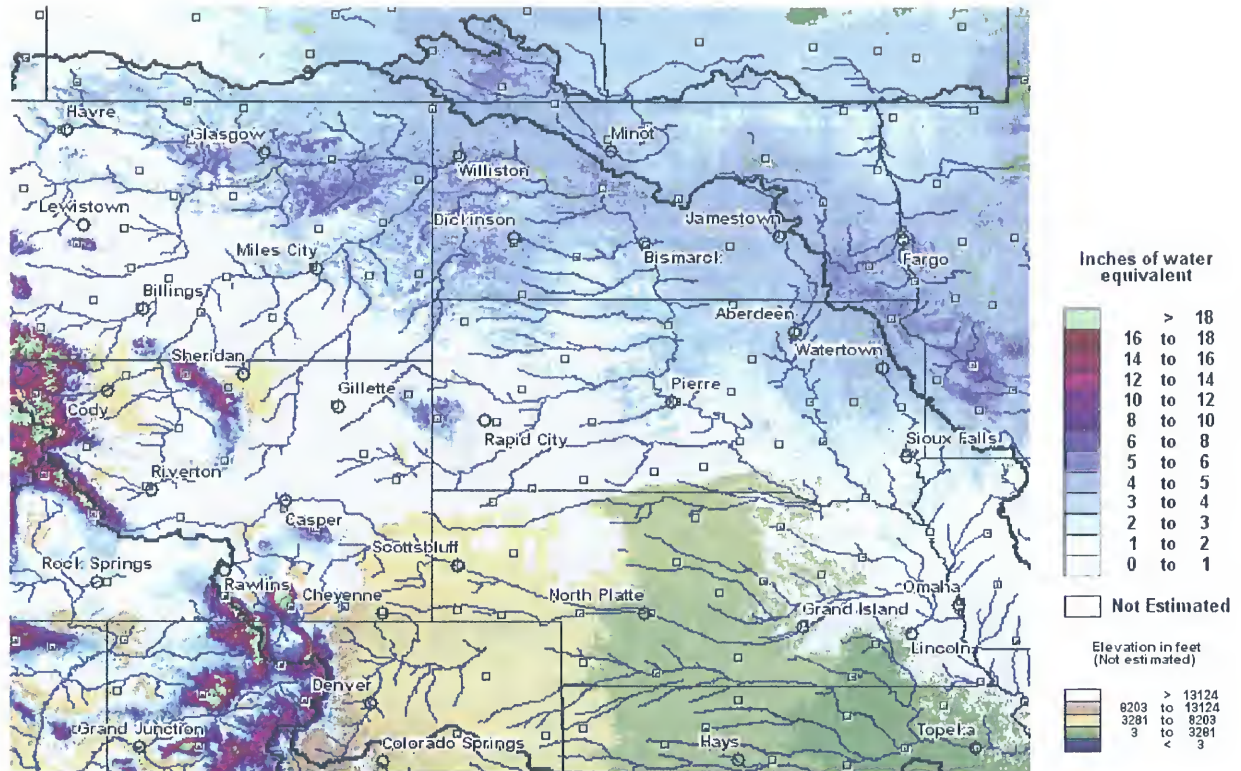 Havre
Glasgow
Minot
Williston
Lewistown
Dickinson
Jamestown
Miles City
Bismarck
Fargo
Billings
Aberdeen
Watertown
Sheridan
Gillette
Pierre
Cody
Rapid City
Sioux Falls
Riverton
Casper
Scottsbluff
Rock Springs
Rawlins
Cheyenne
North Platte
Omaha
Grand Island
Lincoln
Denver
Grand Junction
Colorado Springs
Hays
Topeka
Inches of water
equivalent
> 18
16 to 18
14 to 16
12 to 14
10 to 12
8 to 10
6 to 8
5 to 6
4 to 5
3 to 4
2 to 3
1 to 2
0 to 1
Not Estimated
Elevation in feet
(Not estimated)
> 13124
8203 to 13124
3281 to 8203
3 to 3281
< 3